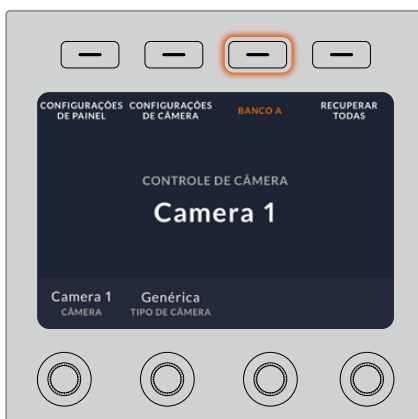 CONFIGURAÇÕES DE PAINEL
CONFIGURAÇÕES DE CÂMERA
BANCO A
RECUPERAR TODAS
CONTROLE DE CÂMERA
Camera 1
Camera 1
CÂMERA
Genérica
TIPO DE CÂMERA